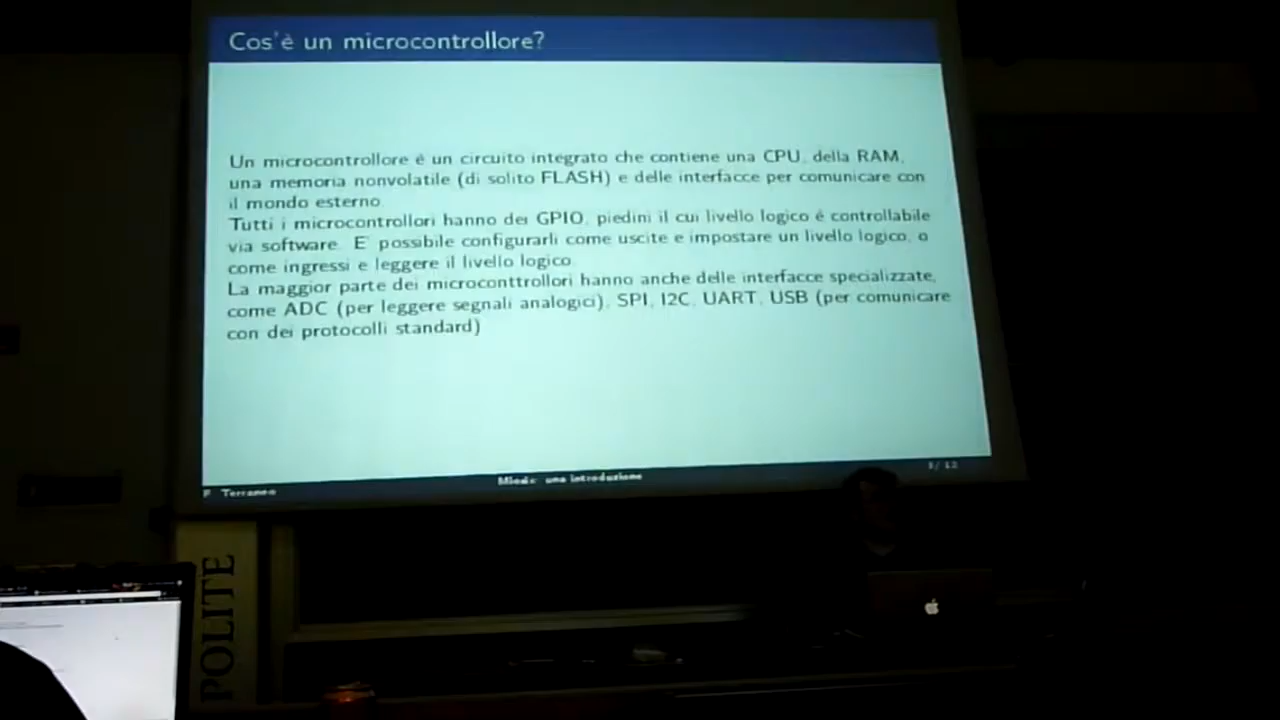 Cos'è un microcontrollore?
Un microcontrollore è un circuito integrato che contiene una CPU, della RAM,
una memoria nonvolatile (di solito FLASH) e delle interfacce per comunicare con
il mondo esterno.
Tutti i microcontrollori hanno dei GPIO, piedini il cui livello logico è controllabile
via software. E' possibile configurarli come uscite e impostare un livello logico, o
come ingressi e leggere il livello logico.
La maggior parte dei microconttrollori hanno anche delle interfacce specializzate,
come ADC (per leggere segnali analogici), SPI, I2C, UART, USB (per comunicare
con dei protocolli standard)
F. Terraneo
Miosix: una introduzione
3/ 12
POLITE